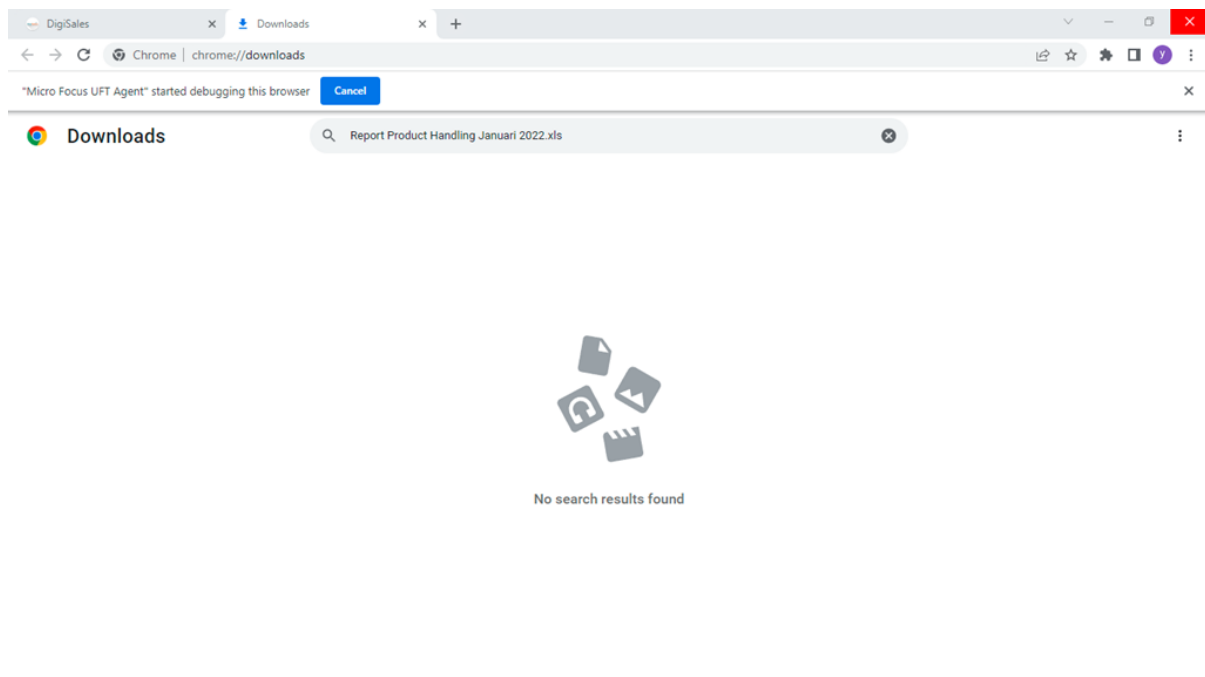 DigiSales
Downloads
Chrome | chrome://downloads
y
"Micro Focus UFT Agent" started debugging this browser
Cancel
Downloads
Report Product Handling Januari 2022.xls
No search results found